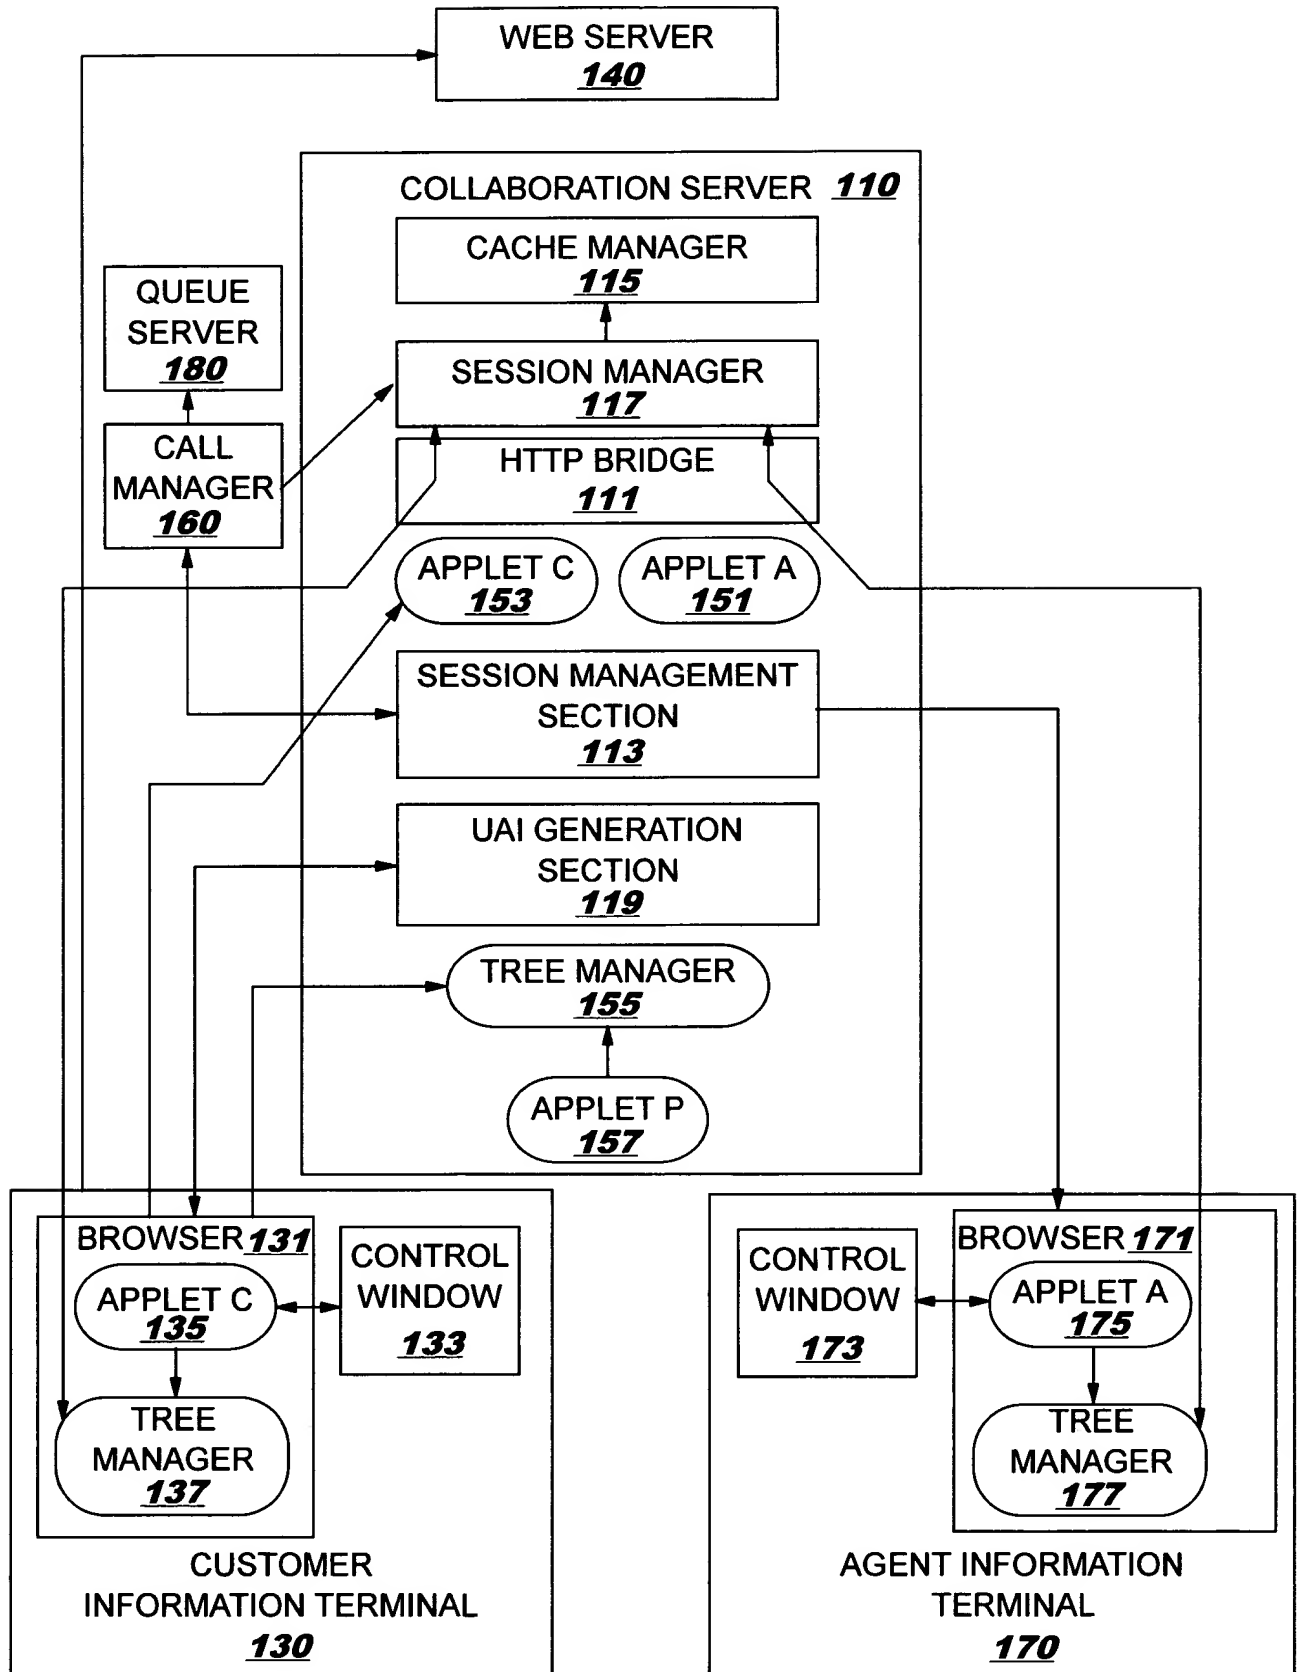 WEB SERVER
140
COLLABORATION SERVER 110
CACHE MANAGER
115
QUEUE
SERVER
180
SESSION MANAGER
117
CALL
MANAGER
160
HTTP BRIDGE
111
APPLET C
153
APPLET A
151
SESSION MANAGEMENT
SECTION
113
UAI GENERATION
SECTION
119
TREE MANAGER
155
APPLET P
157
BROWSER 131
APPLET C
135
TREE
MANAGER
137
CONTROL
WINDOW
133
CUSTOMER
INFORMATION TERMINAL
130
CONTROL
WINDOW
173
BROWSER 171
APPLET A
175
TREE
MANAGER
177
AGENT INFORMATION
TERMINAL
170